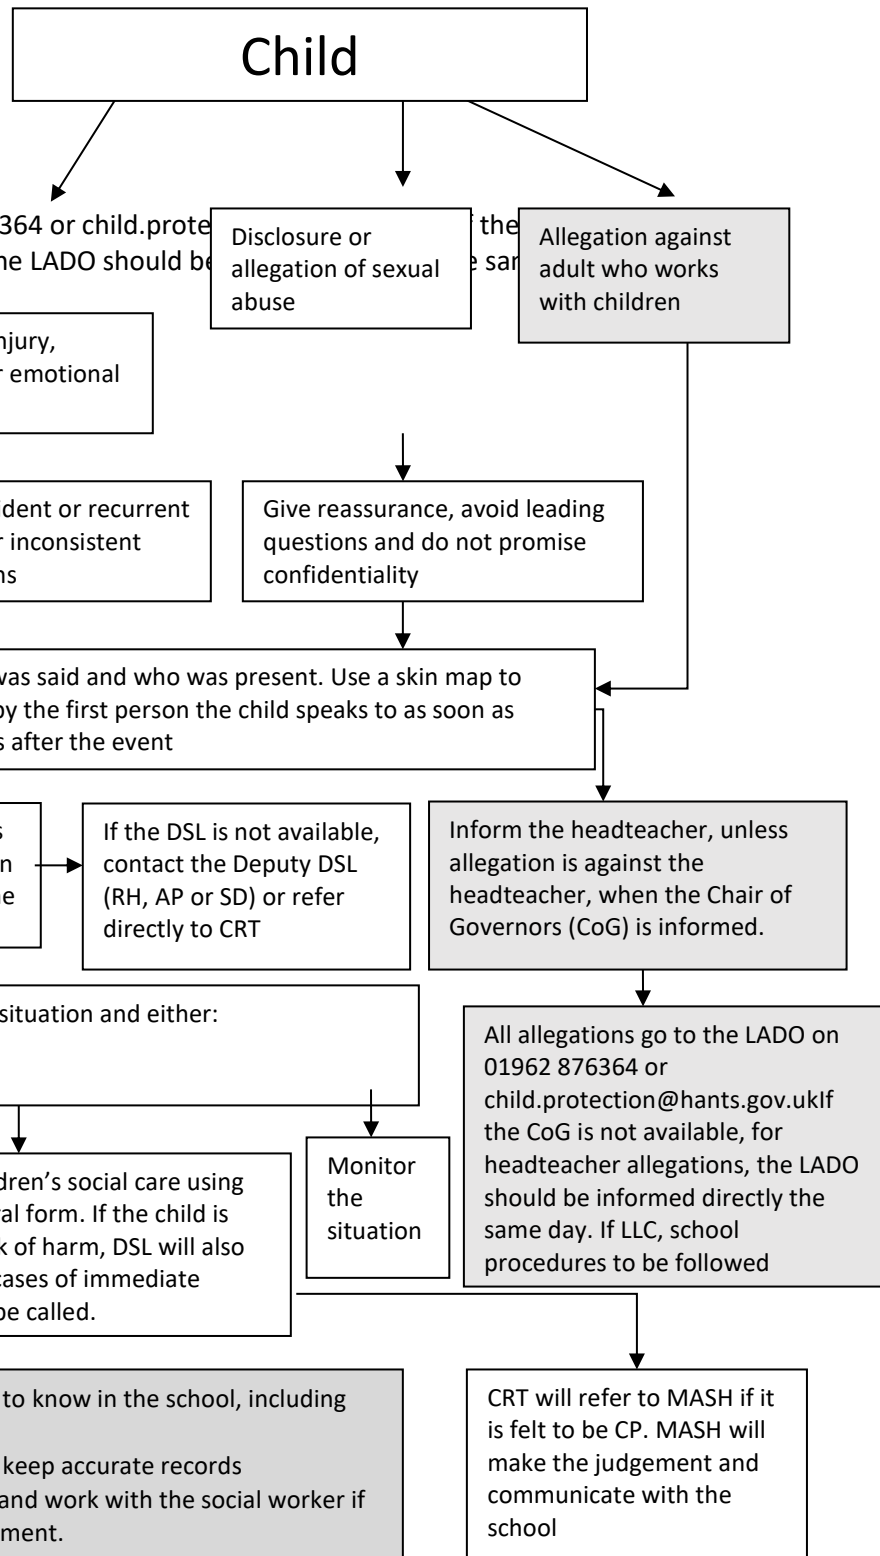 Child
364 or child.prote
f the
he LADO should be
e sar
Disclosure or
allegation of sexual
abuse
Allegation against
adult who works
with children
njury,
r emotional
ident or recurrent
r inconsistent
ns
Give reassurance, avoid leading
questions and do not promise
confidentiality
was said and who was present. Use a skin map to
by the first person the child speaks to as soon as
s after the event
s
n
ne
If the DSL is not available,
contact the Deputy DSL
(RH, AP or SD) or refer
directly to CRT
Inform the headteacher, unless
allegation is against the
headteacher, when the Chair of
Governors (CoG) is informed.
situation and either:
All allegations go to the LADO on
01962 876364 or
child.protection@hants.gov.ukIf
the CoG is not available, for
headteacher allegations, the LADO
should be informed directly the
same day. If LLC, school
procedures to be followed
dren’s social care using
ral form. If the child is
k of harm, DSL will also
cases of immediate
be called.
Monitor
the
situation
to know in the school, including
keep accurate records
and work with the social worker if
ment.
CRT will refer to MASH if it
is felt to be CP. MASH will
make the judgement and
communicate with the
school